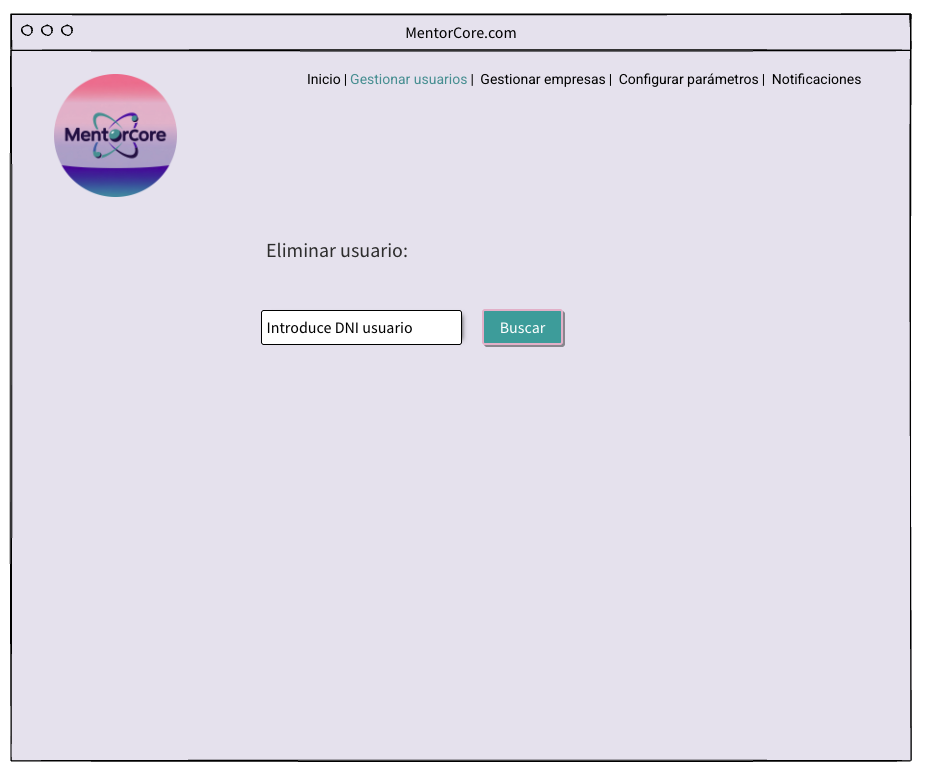 MentorCore.com
Inicio | Gestionar usuarios | Gestionar empresas | Configurar parámetros | Notificaciones
Mentorcore
Eliminar usuario:
Introduce DNI usuario
Buscar